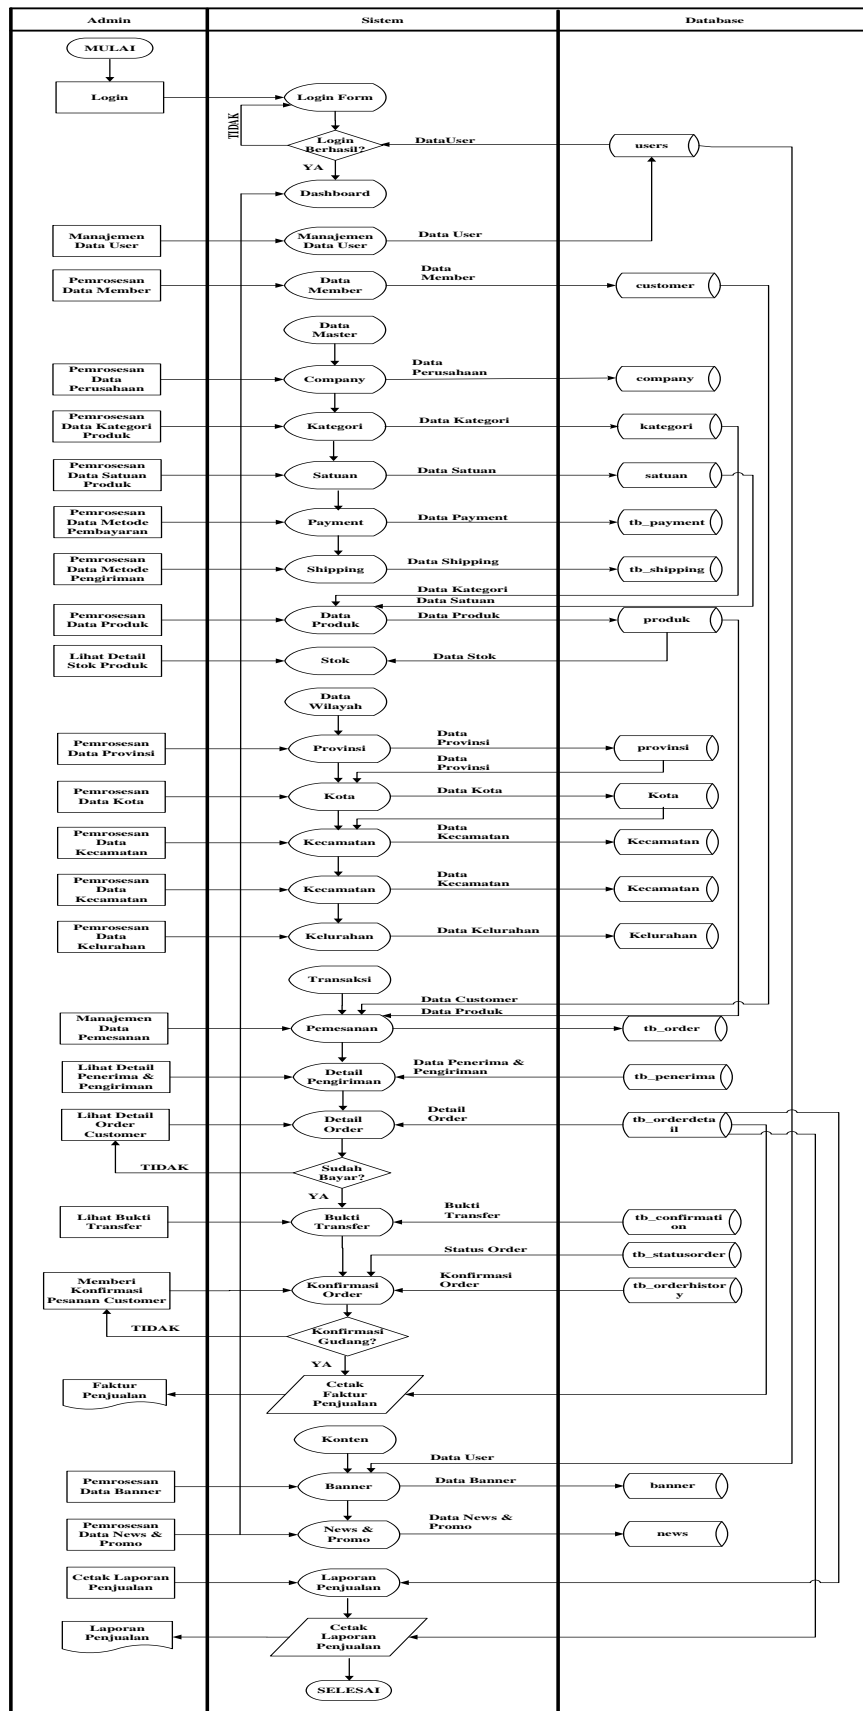 Admin
Sistem
Database
MULAI
Login
Login Form
TIDAK
Login
Berhasil?
DataUser
users
YA
Dashboard
Manajemen
Data User
Manajemen
Data User
Data User
Pemrosesan
Data Member
Data
Member
Data
Member
customer
Data
Master
Pemrosesan
Data
Perusahaan
Company
Data
Perusahaan
company
Pemrosesan
Data Kategori
Produk
Kategori
Data Kategori
kategori
Pemrosesan
Data Satuan
Produk
Satuan
Data Satuan
satuan
Pemrosesan
Data Metode
Pembayaran
Payment
Data Payment
tb_payment
Pemrosesan
Data Metode
Pengiriman
Shipping
Data Shipping
tb_shipping
Data Kategori
Data Satuan
Pemrosesan
Data Produk
Data
Produk
Data Produk
produk
Lihat Detail
Stok Produk
Stok
Data Stok
Data
Wilayah
Pemrosesan
Data Provinsi
Provinsi
Data
Provinsi
provinsi
Data
Provinsi
Pemrosesan
Data Kota
Kota
Data Kota
Kota
Pemrosesan
Data
Kecamatan
Kecamatan
Data
Kecamatan
Kecamatan
Pemrosesan
Data
Kecamatan
Kecamatan
Data
Kecamatan
Kecamatan
Pemrosesan
Data
Kelurahan
Kelurahan
Data Kelurahan
Kelurahan
Transaksi
Data Customer
Data Produk
Manajemen
Data
Pemesanan
Pemesanan
tb_order
Lihat Detail
Penerima &
Pengiriman
Detail
Pengiriman
Data Penerima &
Pengiriman
tb_penerima
Lihat Detail
Order
Customer
Detail
Order
Detail
Order
tb_orderdeta
il
TIDAK
Sudah
Bayar?
YA
Lihat Bukti
Transfer
Bukti
Transfer
Bukti
Transfer
tb_confirmati
on
Status Order
tb_statusorder
Memberi
Konfirmasi
Pesanan Customer
Konfirmasi
Order
Konfirmasi
Order
tb_orderhistor
y
TIDAK
Konfirmasi
Gudang?
YA
Faktur
Penjualan
Cetak
Faktur
Penjualan
Konten
Data User
Pemrosesan
Data Banner
Banner
Data Banner
banner
Pemrosesan
Data News &
Promo
News &
Promo
Data News &
Promo
news
Cetak Laporan
Penjualan
Laporan
Penjualan
Laporan
Penjualan
Cetak
Laporan
Penjualan
SELESAI